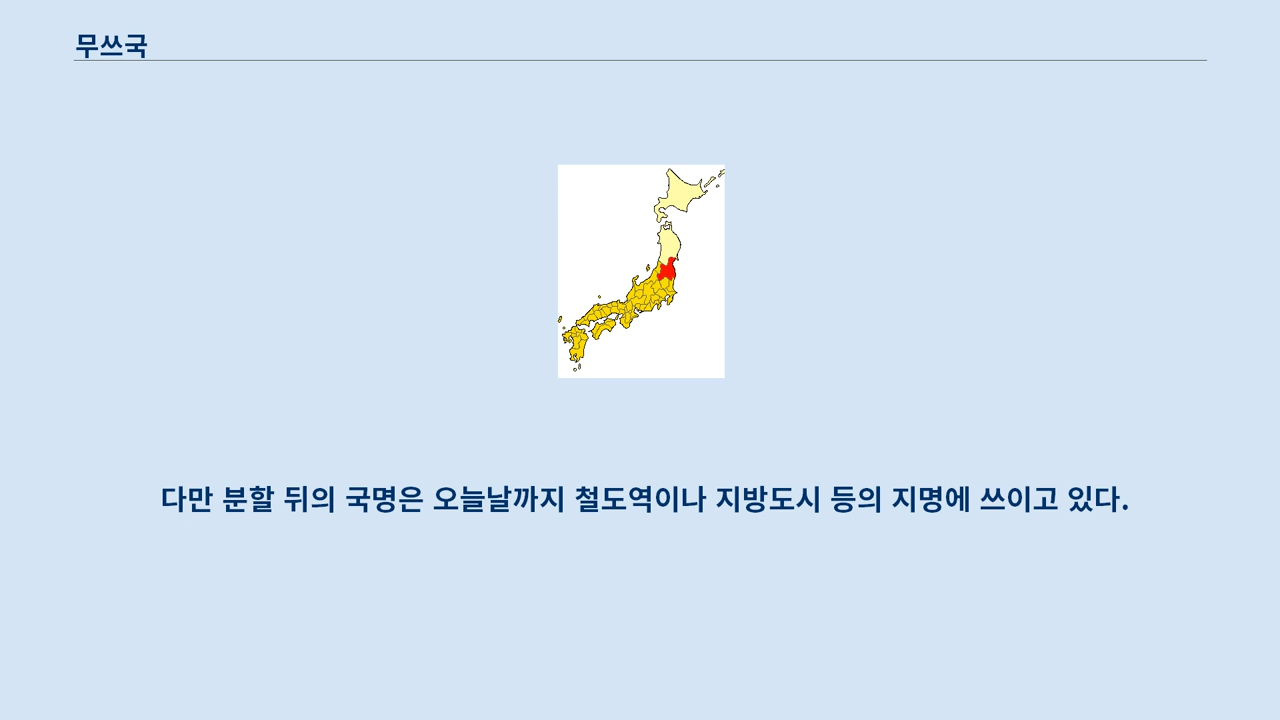 무쓰국
다만 분할 뒤의 국명은 오늘날까지 철도역이나 지방도시 등의 지명에 쓰이고 있다.